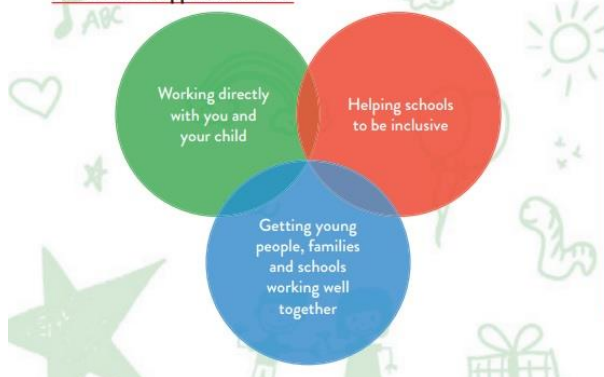 ABC
Working directly
with you and
your child
Helping schools
to be inclusive
Getting young
people, families
and schools
working well
together